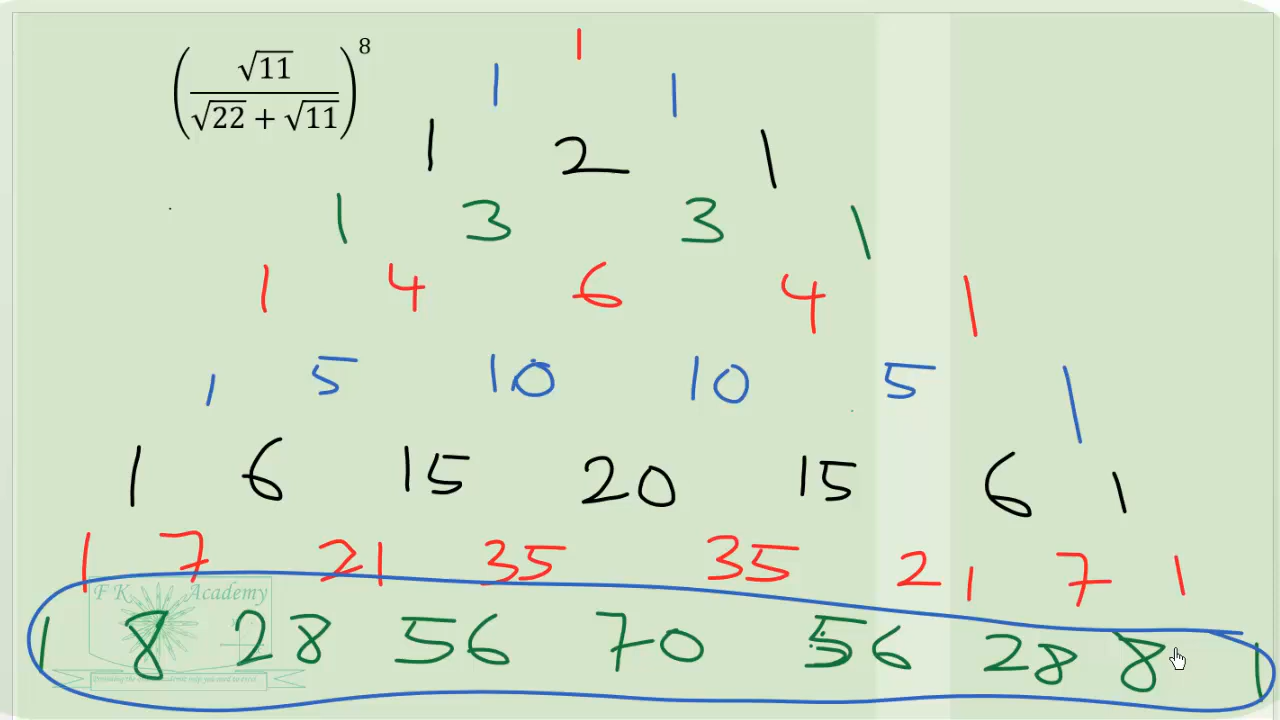 (√11 / (√22 + √11))^8
1
1 1
1 2 1
1 3 3 1
1 4 6 4 1
1 5 10 10 5 1
1 6 15 20 15 6 1
1 7 21 35 35 21 7 1
FK Academy
1 8 28 56 70 56 28 8 1